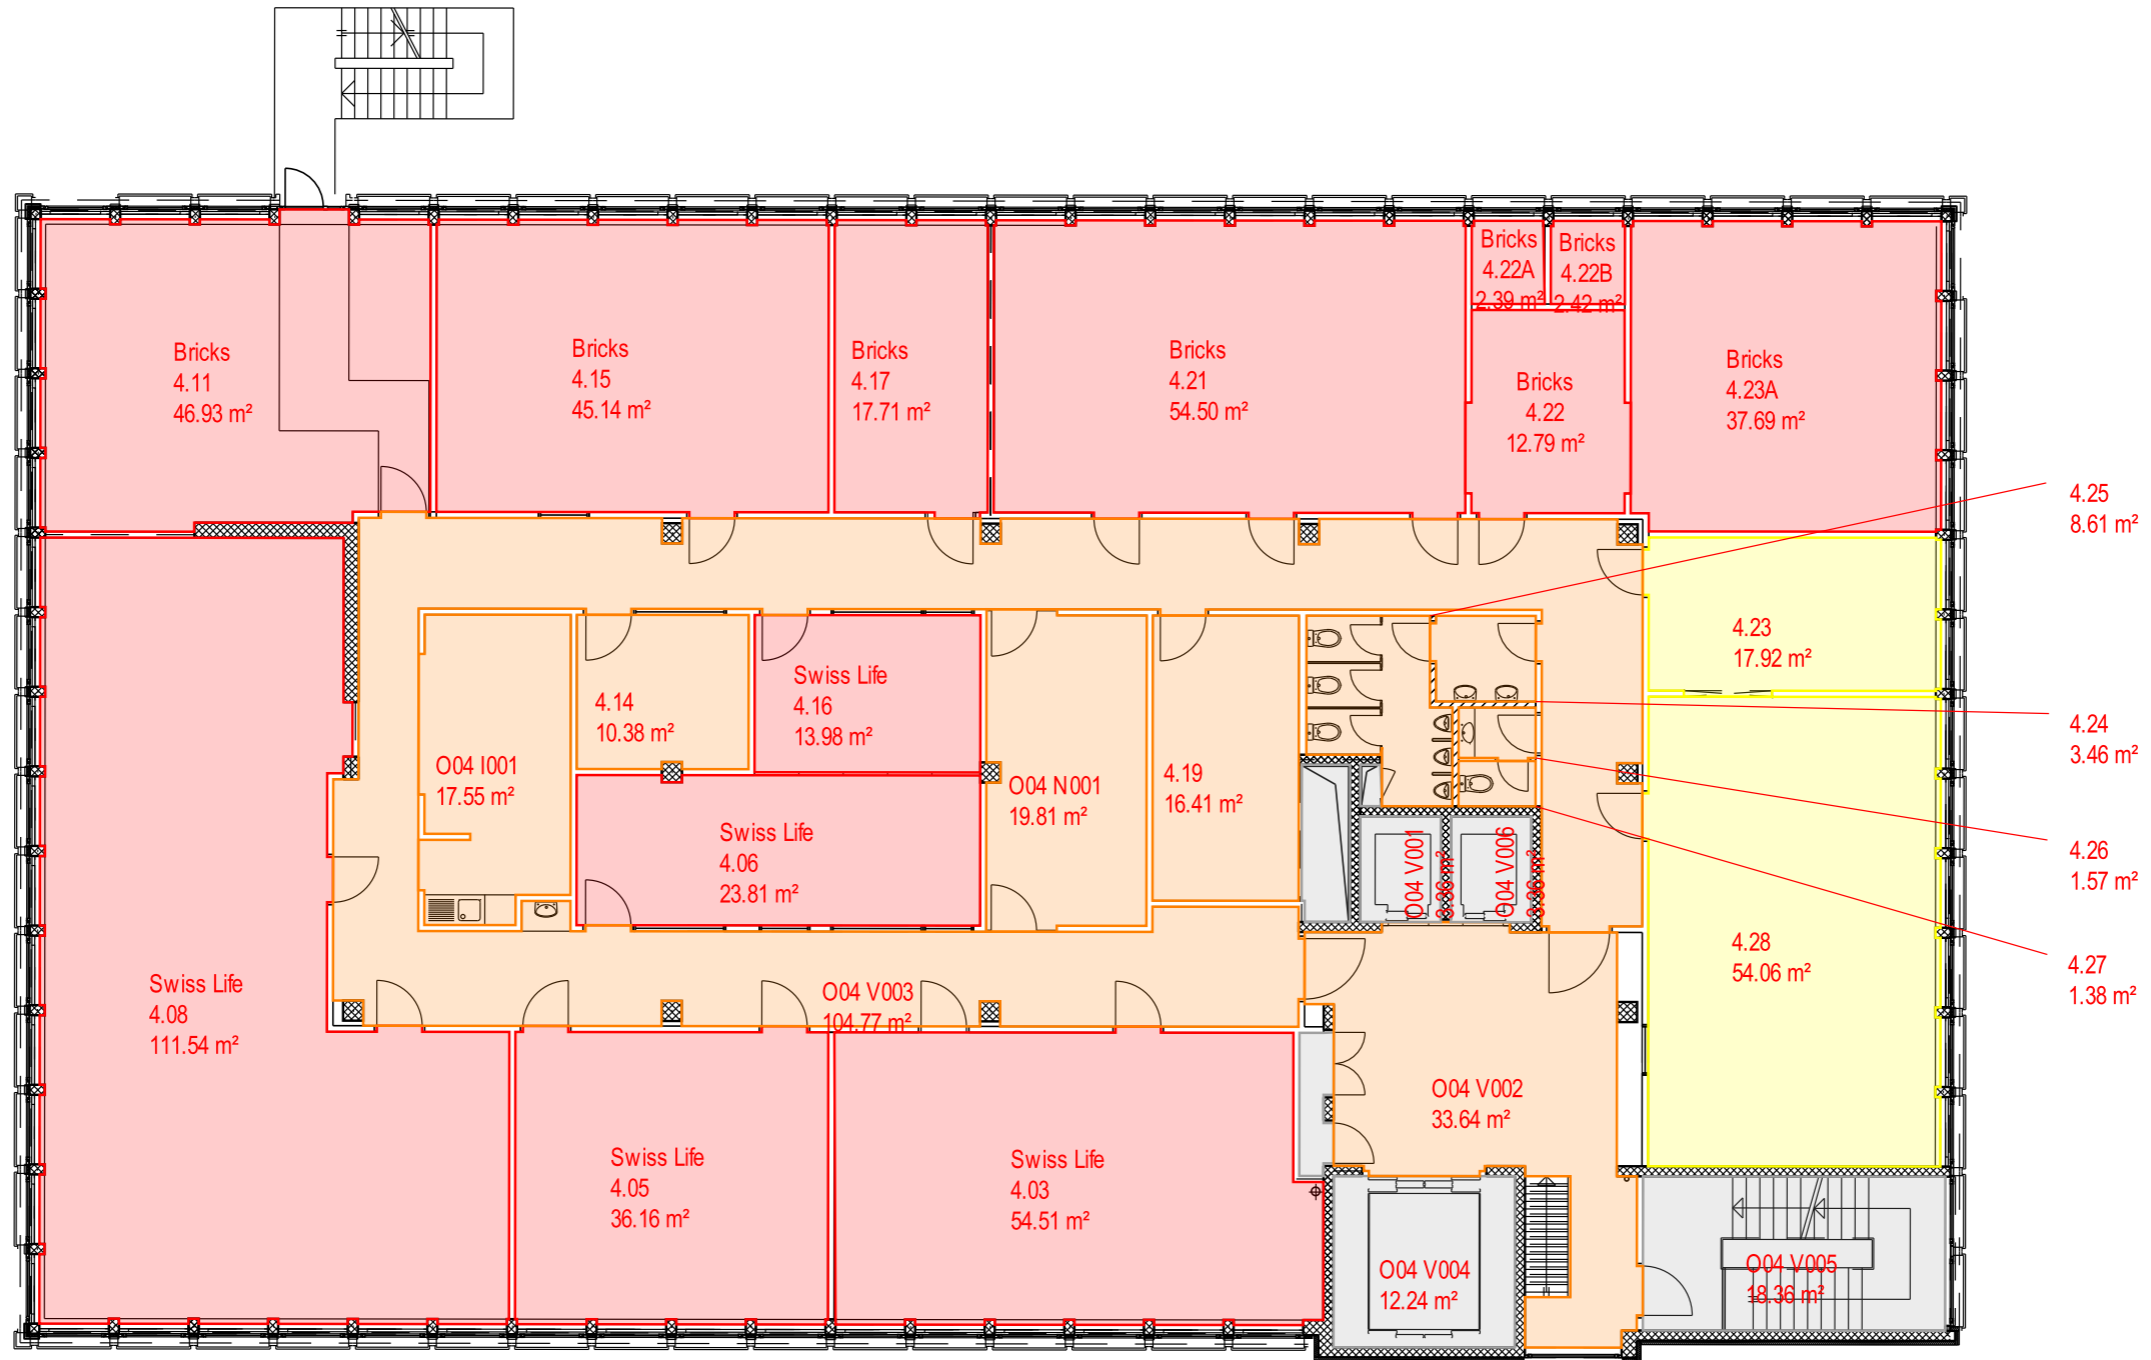 Bricks
4.22A
2.39 m²
Bricks
4.22B
2.42 m²
Bricks
4.11
46.93 m²
Bricks
4.15
45.14 m²
Bricks
4.17
17.71 m²
Bricks
4.21
54.50 m²
Bricks
4.22
12.79 m²
Bricks
4.23A
37.69 m²
4.25
8.61 m²
4.23
17.92 m²
Swiss Life
4.16
13.98 m²
4.14
10.38 m²
4.24
3.46 m²
O04 I001
17.55 m²
O04 N001
19.81 m²
4.19
16.41 m²
Swiss Life
4.06
23.81 m²
O04 V001
O04 V006
4.26
1.57 m²
4.28
54.06 m²
4.27
1.38 m²
Swiss Life
4.08
111.54 m²
O04 V003
104.77 m²
O04 V002
33.64 m²
Swiss Life
4.05
36.16 m²
Swiss Life
4.03
54.51 m²
O04 V004
12.24 m²
O04 V005
18.36 m²